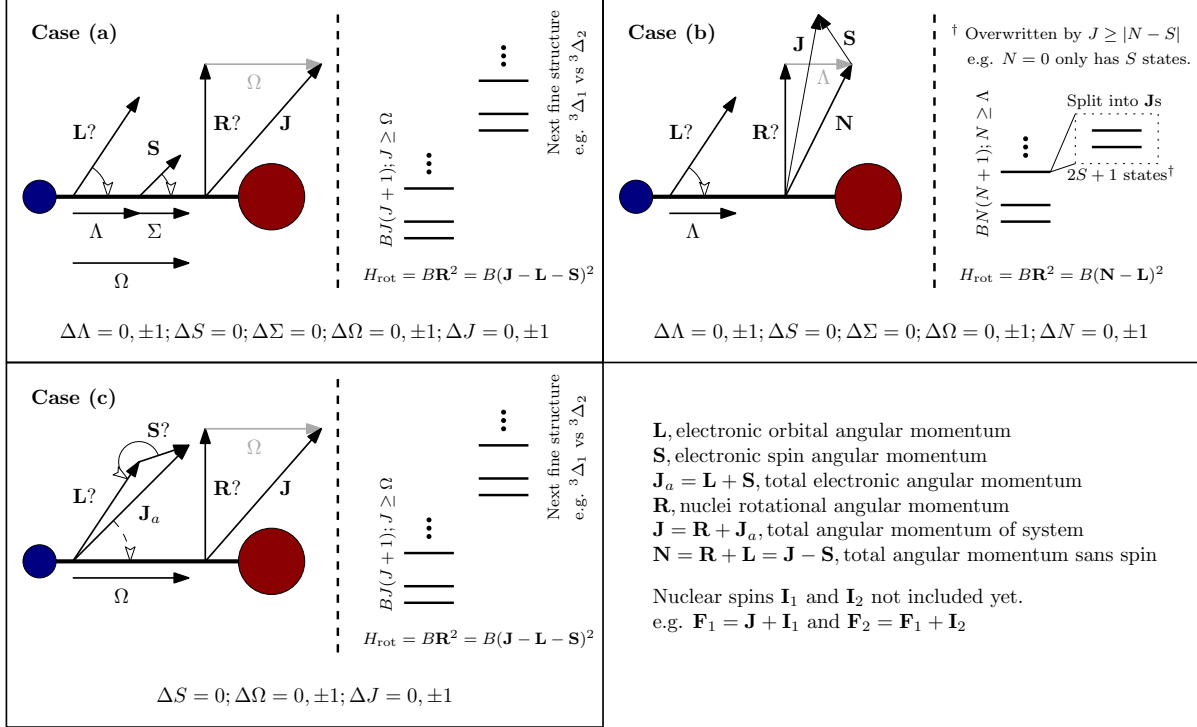 Case (a)
L?
S
R?
J
Ω
Λ
Σ
Ω
BJ(J + 1); J ≥ Ω
Next fine structure
e.g. ³Δ₁ vs ³Δ₂
H_rot = BR² = B(J − L − S)²
ΔΛ = 0, ±1; ΔS = 0; ΔΣ = 0; ΔΩ = 0, ±1; ΔJ = 0, ±1
Case (b)
L?
R?
J
S
N
Λ
Λ
† Overwritten by J ≥ |N − S|
e.g. N = 0 only has S states.
BN(N + 1); N ≥ Λ
Split into Js
2S + 1 states†
H_rot = BR² = B(N − L)²
ΔΛ = 0, ±1; ΔS = 0; ΔΣ = 0; ΔΩ = 0, ±1; ΔN = 0, ±1
Case (c)
S?
L?
J_a
R?
J
Ω
Ω
BJ(J + 1); J ≥ Ω
Next fine structure
e.g. ³Δ₁ vs ³Δ₂
H_rot = BR² = B(J − L − S)²
ΔS = 0; ΔΩ = 0, ±1; ΔJ = 0, ±1
L, electronic orbital angular momentum
S, electronic spin angular momentum
J_a = L + S, total electronic angular momentum
R, nuclei rotational angular momentum
J = R + J_a, total angular momentum of system
N = R + L = J − S, total angular momentum sans spin
Nuclear spins I₁ and I₂ not included yet.
e.g. F₁ = J + I₁ and F₂ = F₁ + I₂